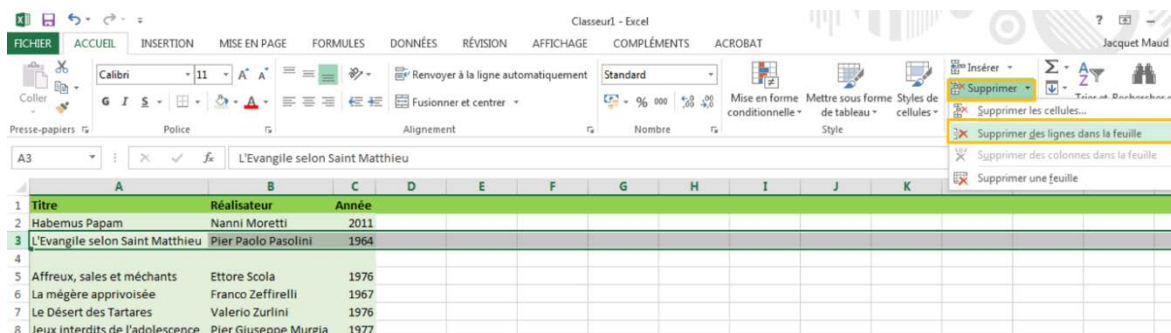 Classeur1 - Excel
FICHIER ACCUEIL INSERTION MISE EN PAGE FORMULES DONNÉES RÉVISION AFFICHAGE COMPLÉMENTS ACROBAT Jacquet Maud
Calibri 11 Renvoyer à la ligne automatiquement Standard Insérer
Coller G I S Fusionner et centrer % 000 Mise en forme conditionnelle Mettre sous forme de tableau Styles de cellules Supprimer
Presse-papiers Police Alignement Nombre Style
Supprimer les cellules...
Supprimer des lignes dans la feuille
Supprimer des colonnes dans la feuille
Supprimer une feuille
A3 fx L'Evangile selon Saint Matthieu
A B C D E F G H I J K
1 Titre Réalisateur Année
2 Habemus Papam Nanni Moretti 2011
3 L'Evangile selon Saint Matthieu Pier Paolo Pasolini 1964
4
5 Affreux, sales et méchants Ettore Scola 1976
6 La mégère apprivoisée Franco Zeffirelli 1967
7 Le Désert des Tartares Valerio Zurlini 1976
8 Jeux interdits de l'adolescence Pier Giuseppe Murgia 1977